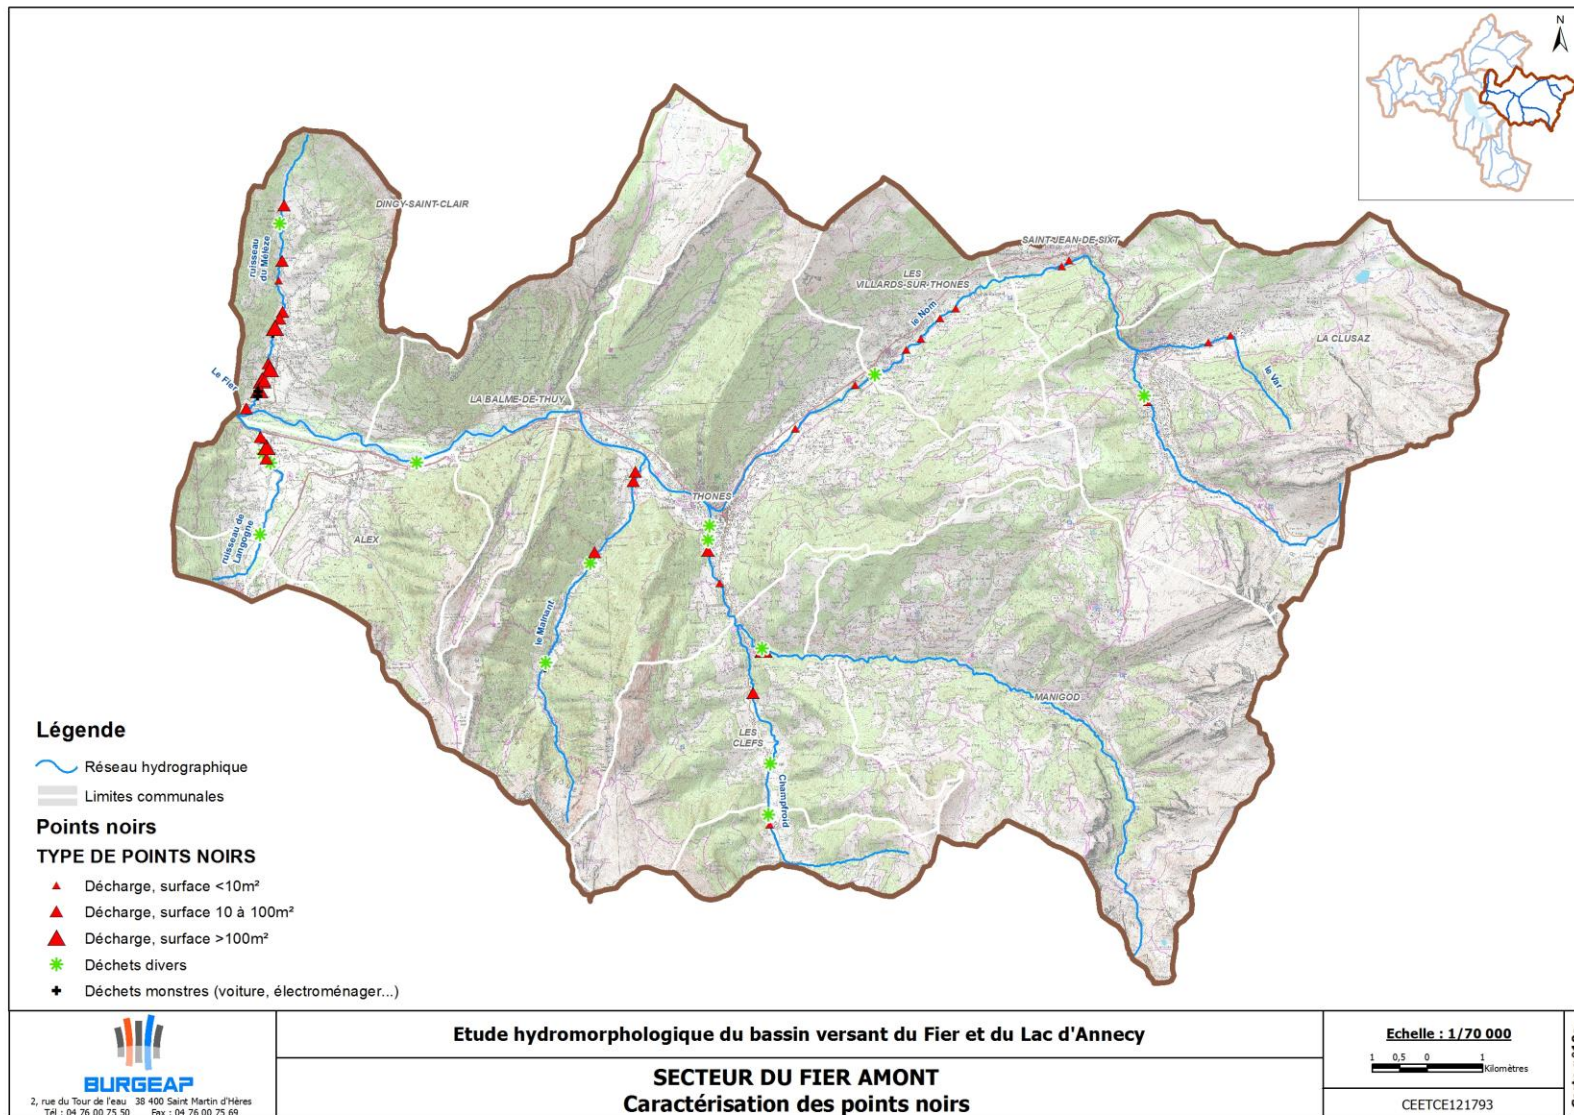 N
DINGY-SAINT-CLAIR
ruisseau
du Mélèze
SAINT-JEAN-DE-SIXT
LES
VILLARDS-SUR-THONES
le Nom
LA CLUSAZ
le Var
Le Fier
LA BALME-DE-THUY
THONES
ruisseau de
Langogne
ALEX
le Malnant
MANIGOD
LES
CLEFS
Champfroid
Légende
Réseau hydrographique
Limites communales
Points noirs
TYPE DE POINTS NOIRS
Décharge, surface <10m²
Décharge, surface 10 à 100m²
Décharge, surface >100m²
Déchets divers
Déchets monstres (voiture, électroménager...)
BURGEAP
2, rue du Tour de l'eau 38 400 Saint Martin d'Hères
Tél : 04 76 00 75 50 Fax : 04 76 00 75 69
Etude hydromorphologique du bassin versant du Fier et du Lac d'Annecy
SECTEUR DU FIER AMONT
Caractérisation des points noirs
Echelle : 1/70 000
1 0,5 0 1
Kilomètres
CEETCE121793